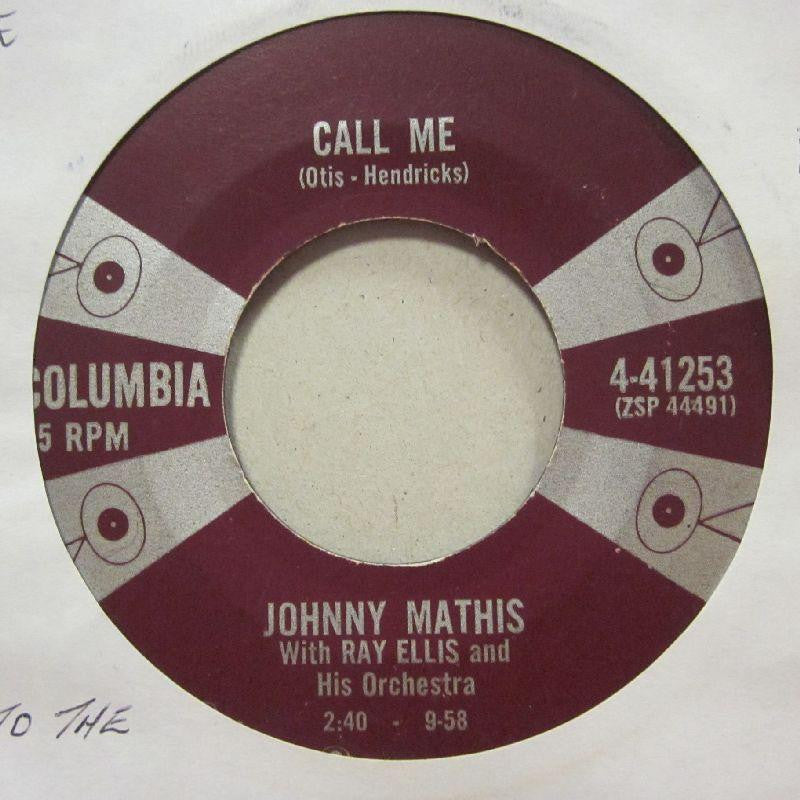 CALL ME
(Otis - Hendricks)
COLUMBIA
5 RPM
4-41253
(ZSP 44491)
JOHNNY MATHIS
With RAY ELLIS and
His Orchestra
2:40 - 9-58
TO THE